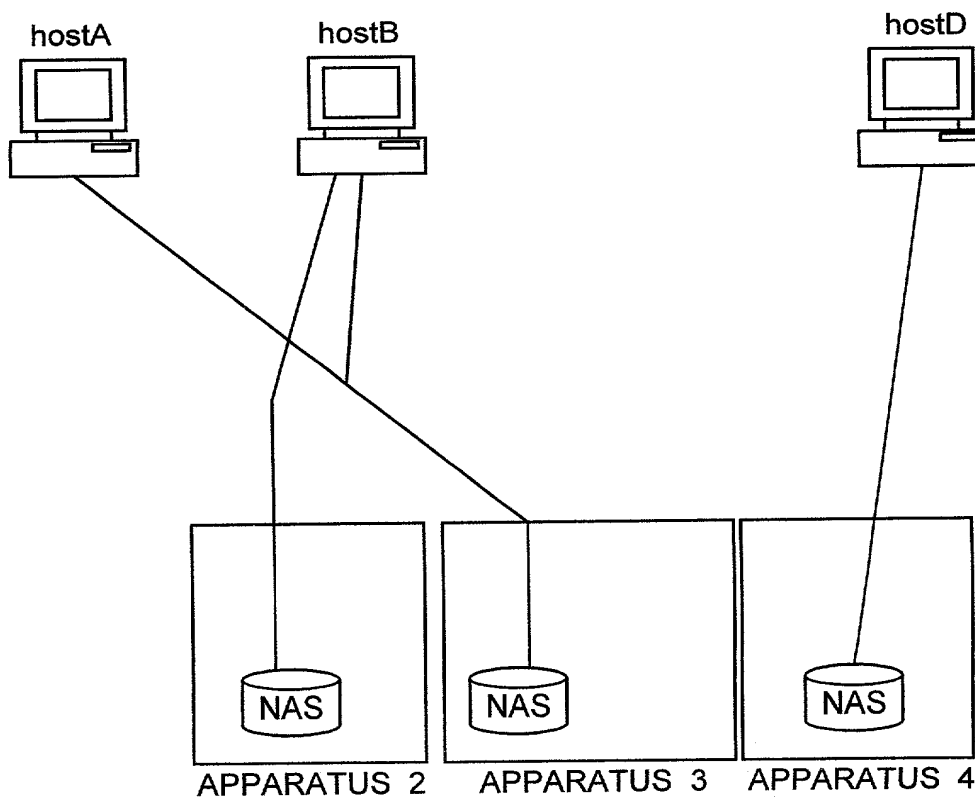 hostA
hostB
hostD
NAS
NAS
NAS
APPARATUS 2
APPARATUS 3
APPARATUS 4